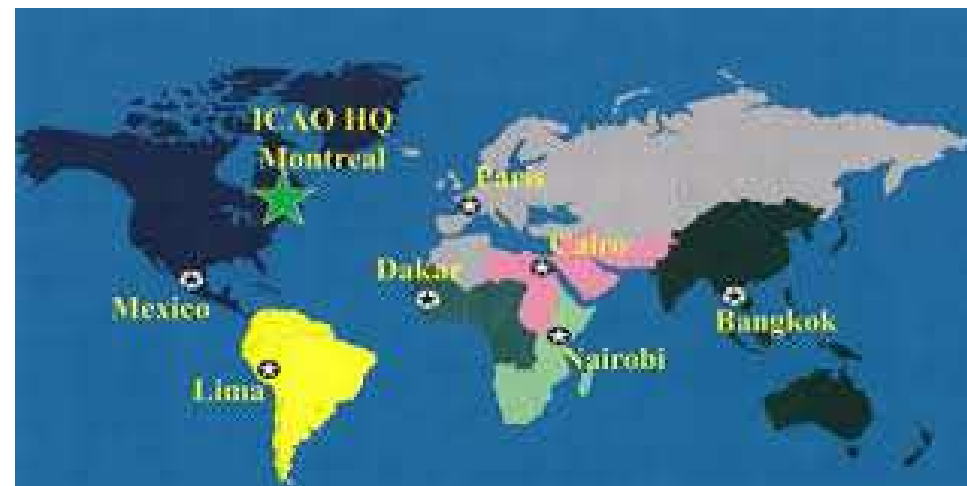 ICAO HQ
Montreal
Paris
Cairo
Dakar
Mexico
Bangkok
Nairobi
Lima